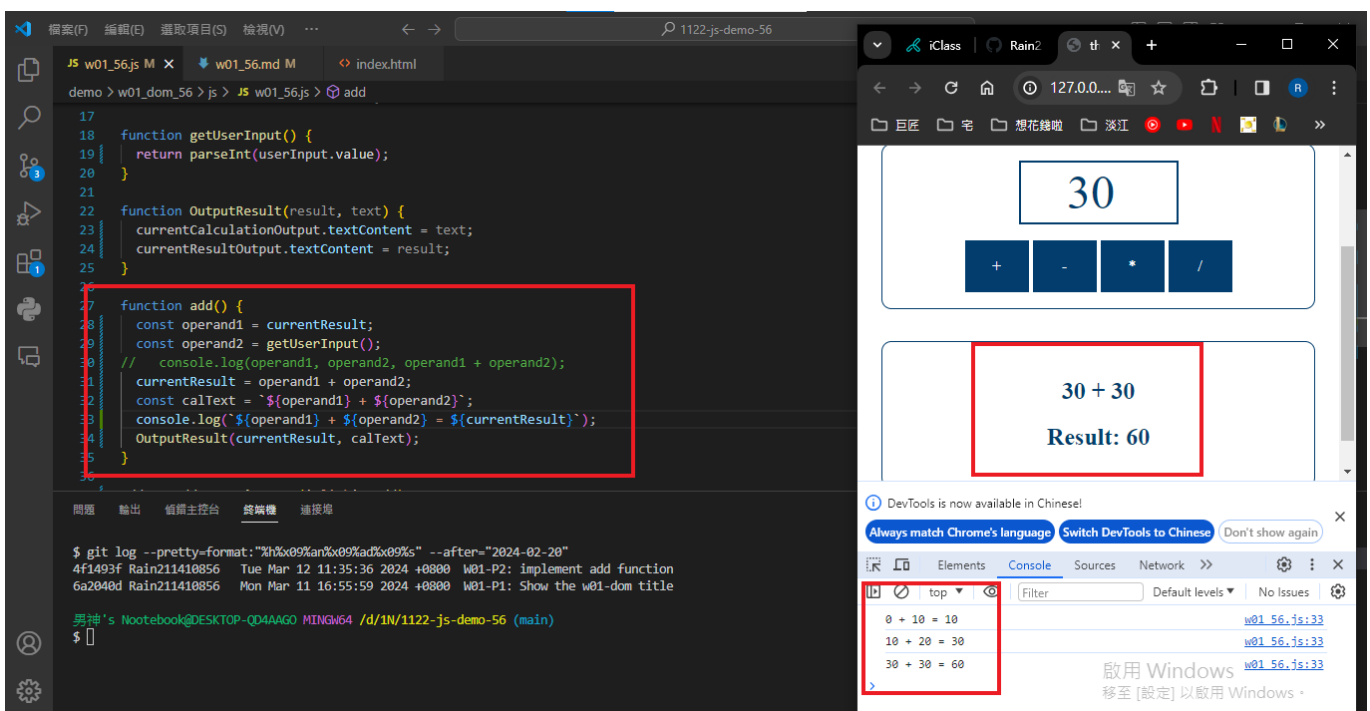 檔案(F) 編輯(E) 選取項目(S) 檢視(V) ··· 1122-js-demo-56
JS w01_56.js M w01_56.md M index.html
demo > w01_dom_56 > js > JS w01_56.js > add
17
18 function getUserInput() {
19 return parseInt(userInput.value);
20 }
21
22 function OutputResult(result, text) {
23 currentCalculationOutput.textContent = text;
24 currentResultOutput.textContent = result;
25 }
26
27 function add() {
28 const operand1 = currentResult;
29 const operand2 = getUserInput();
30 // console.log(operand1, operand2, operand1 + operand2);
31 currentResult = operand1 + operand2;
32 const calText = `${operand1} + ${operand2}`;
33 console.log(`${operand1} + ${operand2} = ${currentResult}`);
34 OutputResult(currentResult, calText);
35 }
36
3
1
問題 輸出 偵錯主控台 終端機 連接埠
$ git log --pretty=format:"%h%x09%an%x09%ad%x09%s" --after="2024-02-20"
4f1493f Rain211410856 Tue Mar 12 11:35:36 2024 +0800 W01-P2: implement add function
6a2040d Rain211410856 Mon Mar 11 16:55:59 2024 +0800 W01-P1: Show the w01-dom title
男神's Nootebook@DESKTOP-QD4AAGO MINGW64 /d/1N/1122-js-demo-56 (main)
$
iClass Rain2 th
127.0.0.... R
巨匠 宅 想花錢啦 淡江 N »
30
+ - * /
30 + 30
Result: 60
DevTools is now available in Chinese!
Always match Chrome's language Switch DevTools to Chinese Don't show again
Elements Console Sources Network »
top Filter Default levels No Issues
0 + 10 = 10 w01_56.js:33
10 + 20 = 30 w01_56.js:33
30 + 30 = 60 w01_56.js:33
>
啟用 Windows
移至 [設定] 以啟用 Windows。